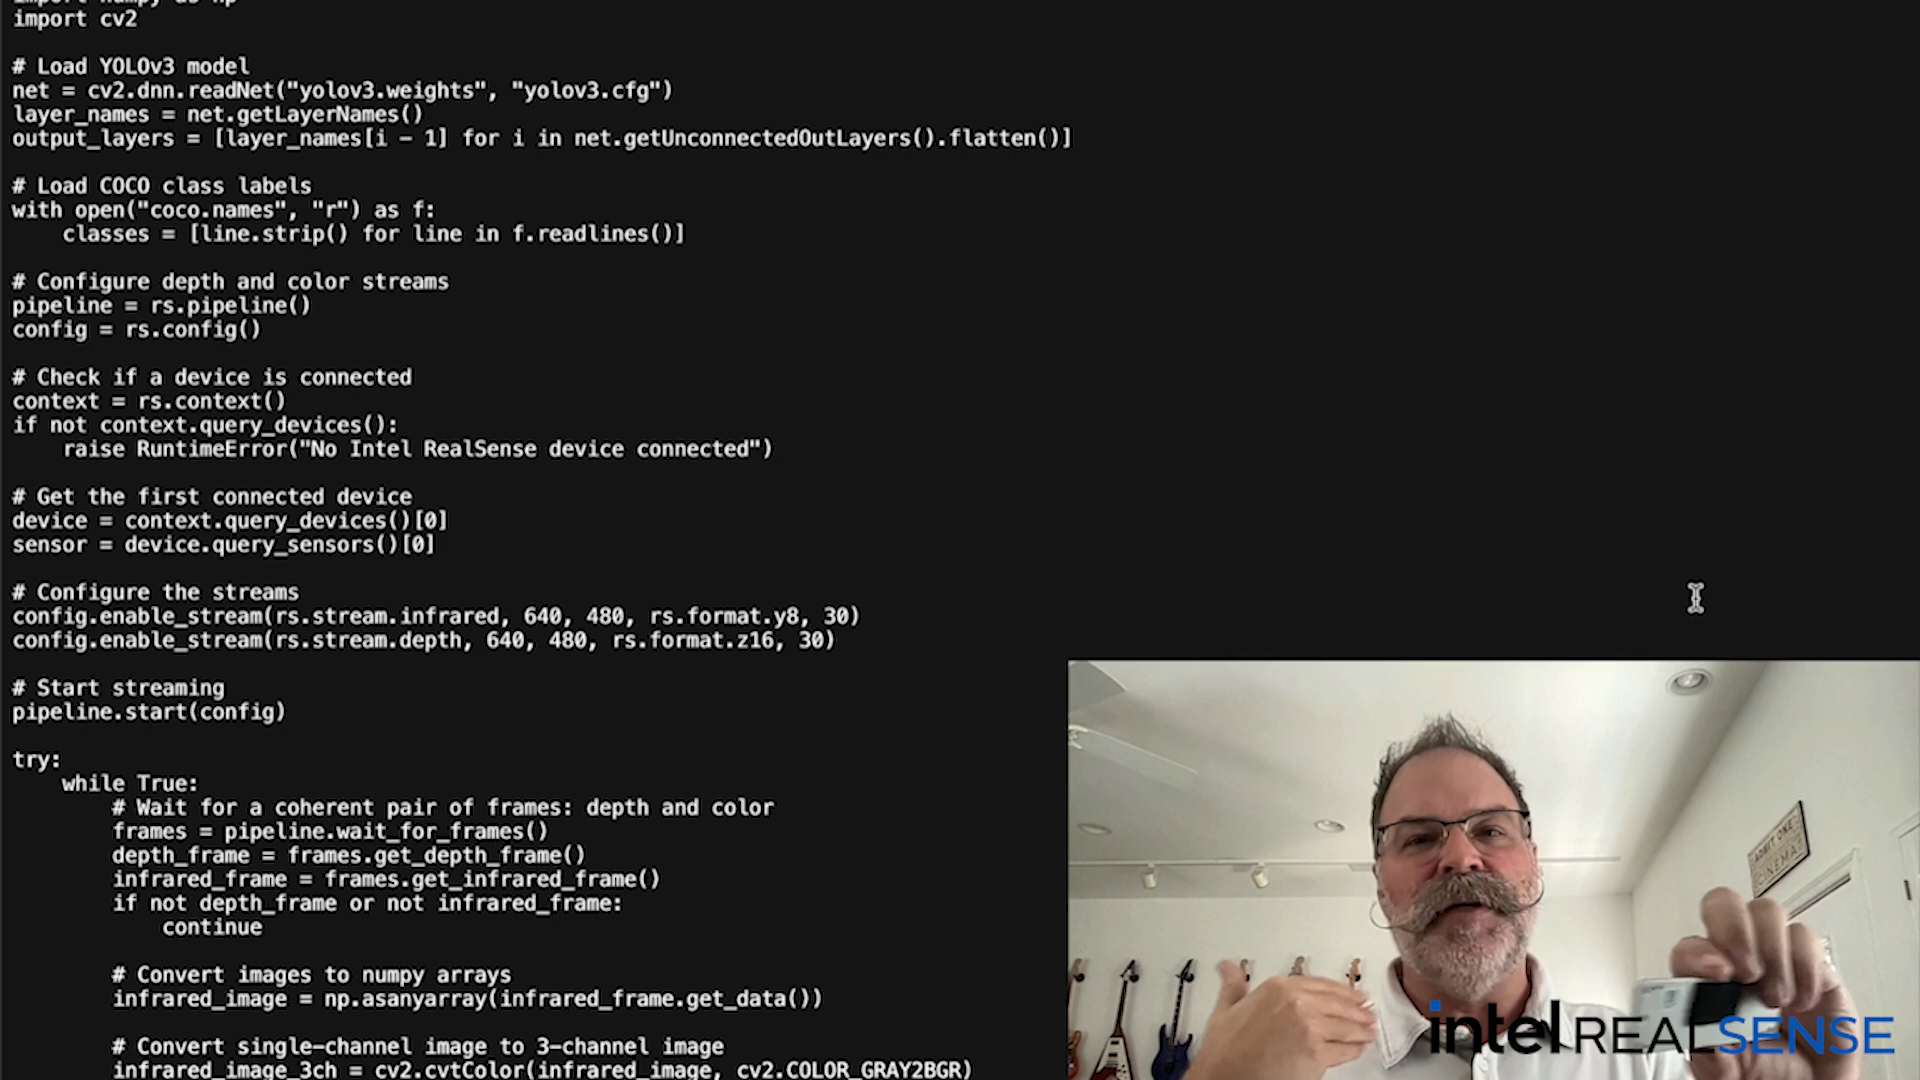 import numpy as np
import cv2
# Load YOLOv3 model
net = cv2.dnn.readNet("yolov3.weights", "yolov3.cfg")
layer_names = net.getLayerNames()
output_layers = [layer_names[i - 1] for i in net.getUnconnectedOutLayers().flatten()]
# Load COCO class labels
with open("coco.names", "r") as f:
    classes = [line.strip() for line in f.readlines()]
# Configure depth and color streams
pipeline = rs.pipeline()
config = rs.config()
# Check if a device is connected
context = rs.context()
if not context.query_devices():
    raise RuntimeError("No Intel RealSense device connected")
# Get the first connected device
device = context.query_devices()[0]
sensor = device.query_sensors()[0]
# Configure the streams
config.enable_stream(rs.stream.infrared, 640, 480, rs.format.y8, 30)
config.enable_stream(rs.stream.depth, 640, 480, rs.format.z16, 30)
# Start streaming
pipeline.start(config)
try:
    while True:
        # Wait for a coherent pair of frames: depth and color
        frames = pipeline.wait_for_frames()
        depth_frame = frames.get_depth_frame()
        infrared_frame = frames.get_infrared_frame()
        if not depth_frame or not infrared_frame:
            continue
        # Convert images to numpy arrays
        infrared_image = np.asanyarray(infrared_frame.get_data())
        # Convert single-channel image to 3-channel image
        infrared_image_3ch = cv2.cvtColor(infrared_image, cv2.COLOR_GRAY2BGR)
ADMIT ONE
CINEMA
intel REALSENSE